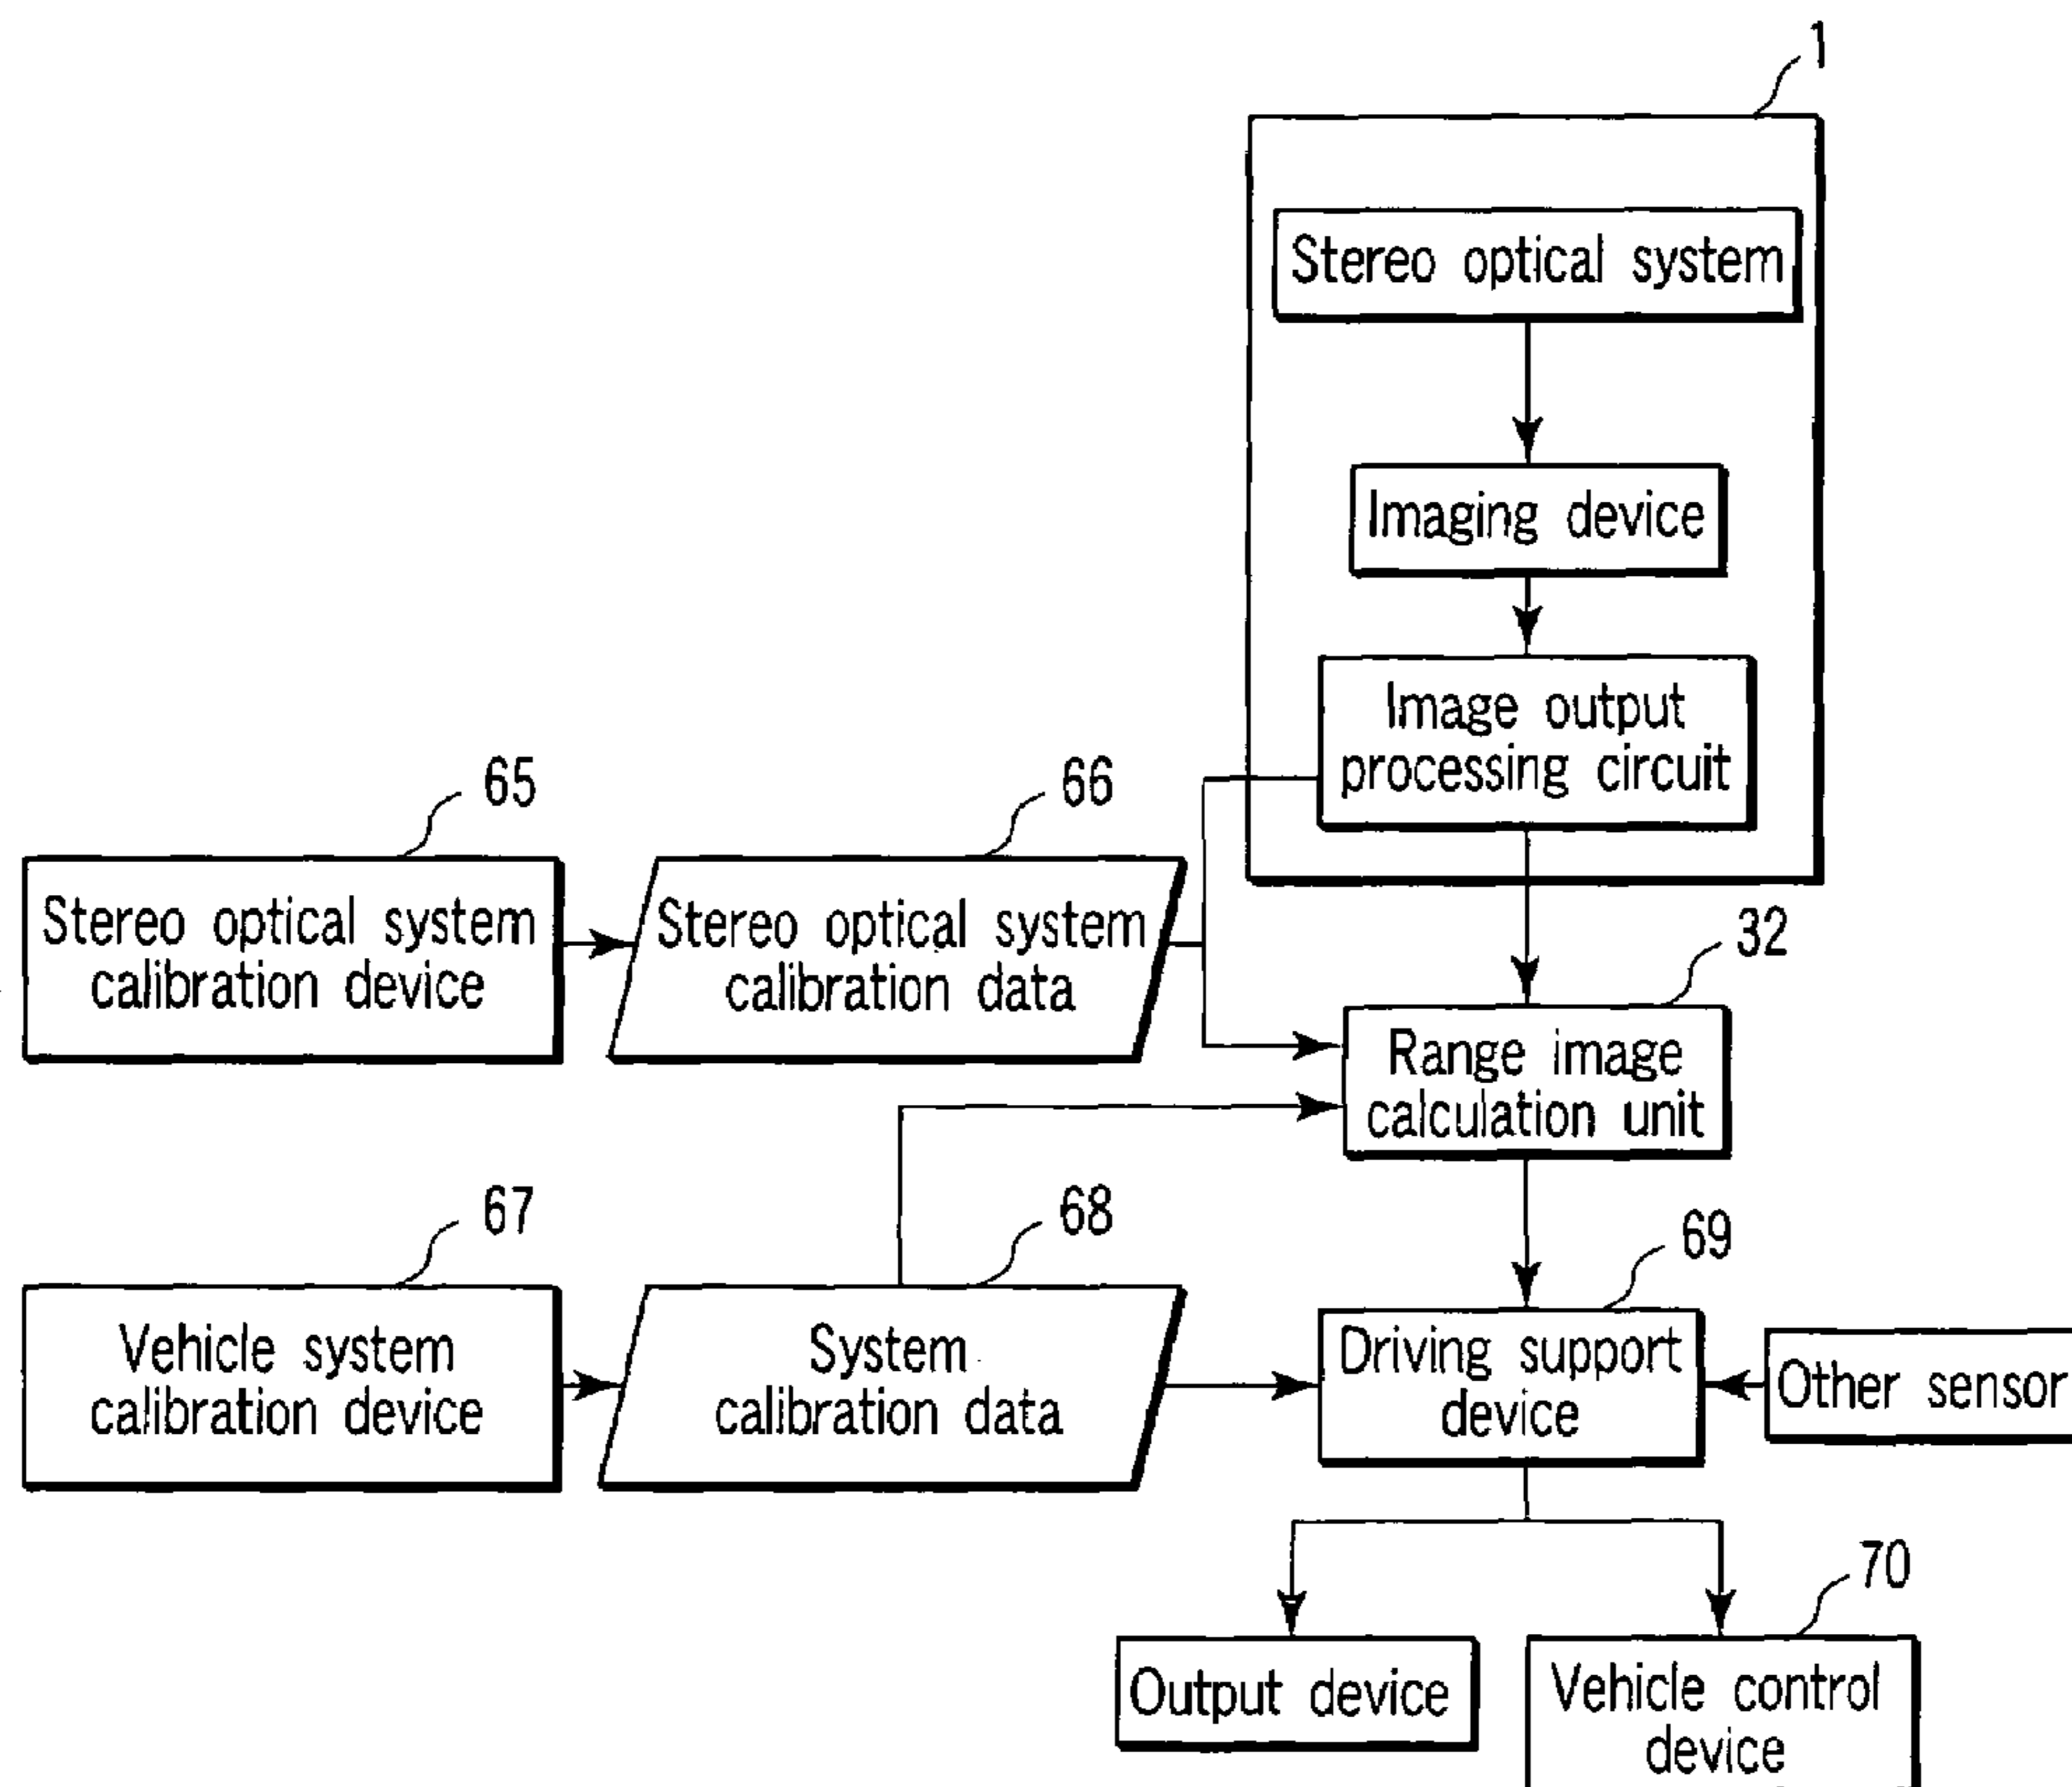 1
Stereo optical system
Imaging device
Image output
processing circuit
65
66
Stereo optical system
calibration device
Stereo optical system
calibration data
32
Range image
calculation unit
67
68
69
Vehicle system
calibration device
System
calibration data
Driving support
device
Other sensor
70
Output device
Vehicle control
device